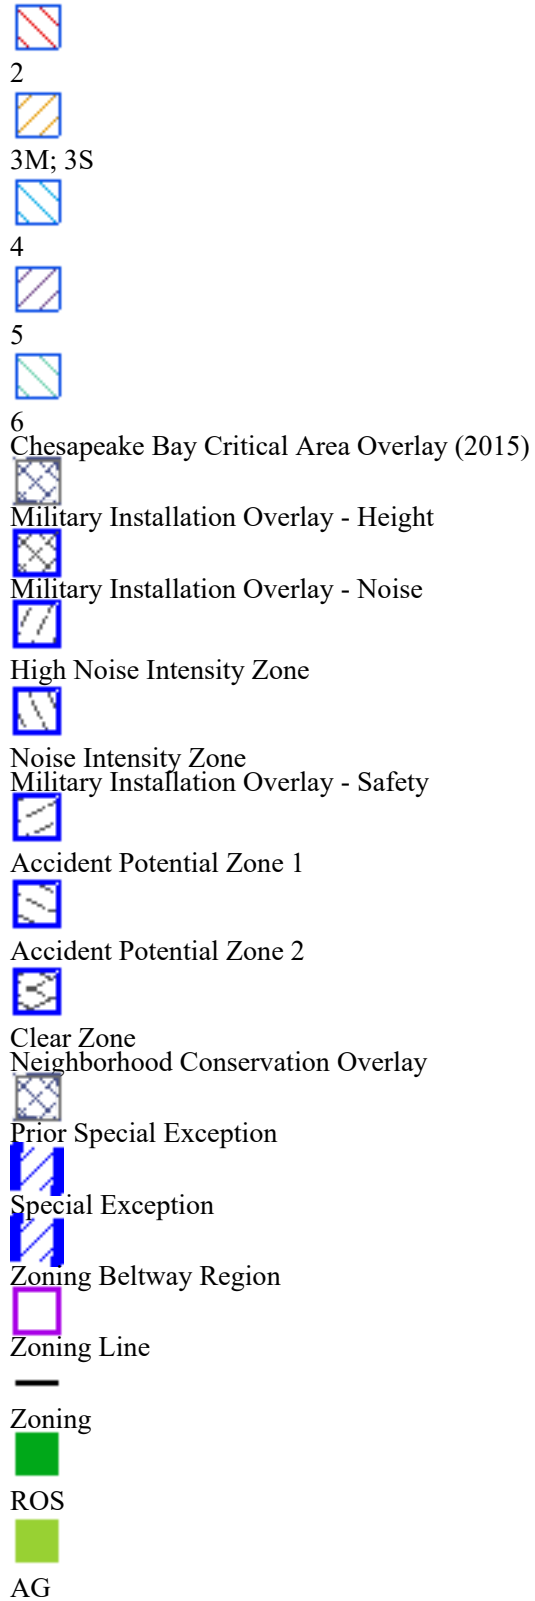 2
3M; 3S
4
5
6
Chesapeake Bay Critical Area Overlay (2015)
Military Installation Overlay - Height
Military Installation Overlay - Noise
High Noise Intensity Zone
Noise Intensity Zone
Military Installation Overlay - Safety
Accident Potential Zone 1
Accident Potential Zone 2
Clear Zone
Neighborhood Conservation Overlay
Prior Special Exception
Special Exception
Zoning Beltway Region
Zoning Line
Zoning
ROS
AG